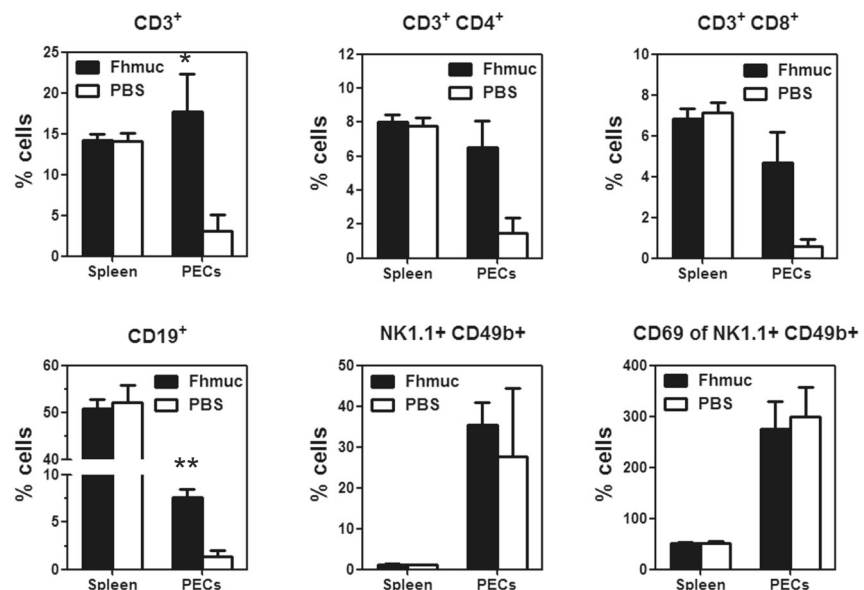 CD3+
% cells
25
20
15
10
5
0
Fhmuc
PBS
*
Spleen PECs
CD3+ CD4+
% cells
12
10
8
6
4
2
0
Fhmuc
PBS
Spleen PECs
CD3+ CD8+
% cells
10
8
6
4
2
0
Fhmuc
PBS
Spleen PECs
CD19+
% cells
60
50
40
10
5
0
Fhmuc
PBS
**
Spleen PECs
NK1.1+ CD49b+
% cells
50
40
30
20
10
0
Fhmuc
PBS
Spleen PECs
CD69 of NK1.1+ CD49b+
% cells
400
300
200
100
50
0
Fhmuc
PBS
Spleen PECs